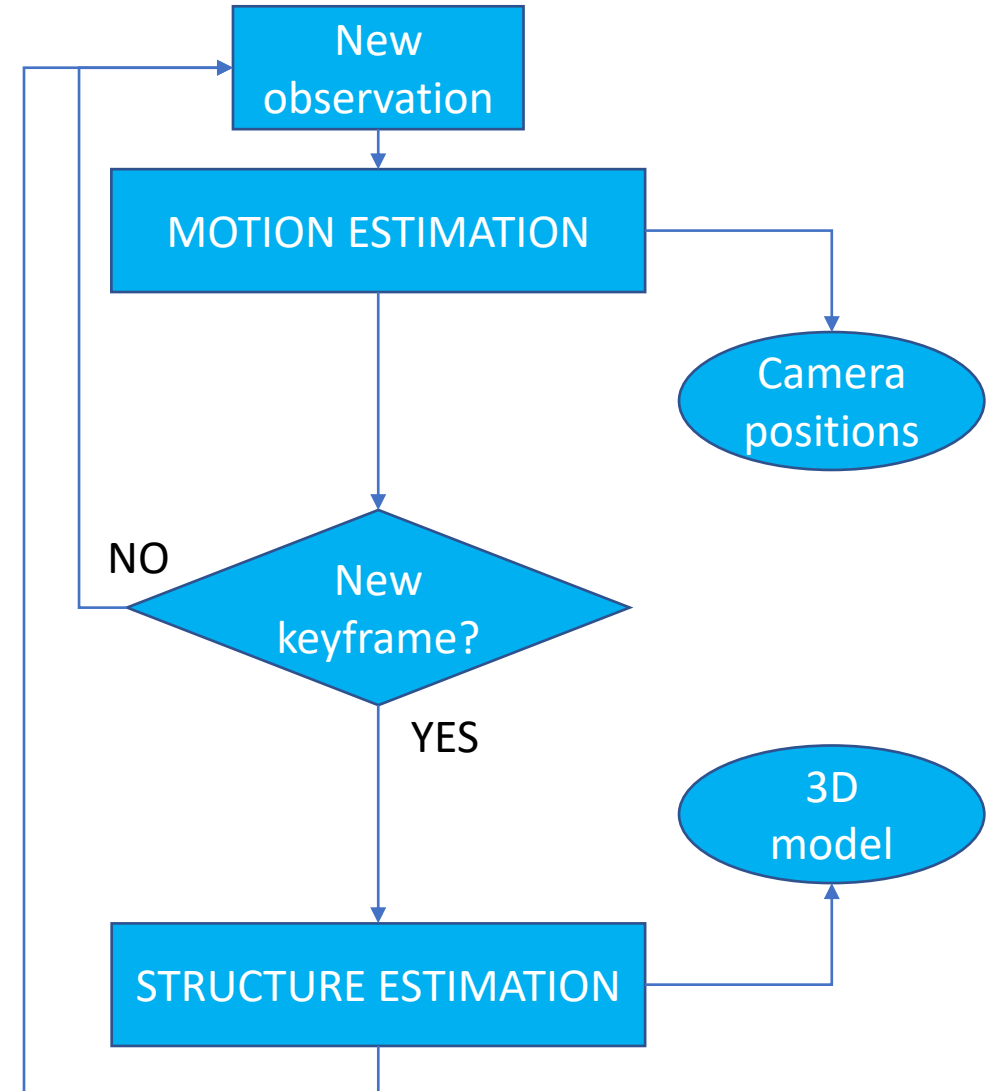 New
observation
MOTION ESTIMATION
Camera
positions
NO
New
keyframe?
YES
3D
model
STRUCTURE ESTIMATION